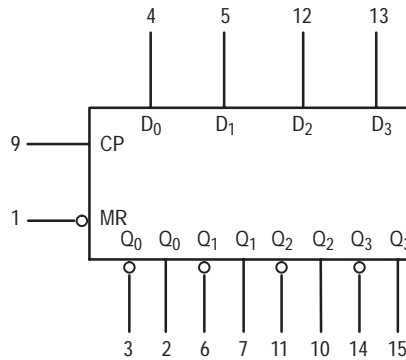 4 5 12 13
D0 D1 D2 D3
9 CP
1 MR
Q0 Q0 Q1 Q1 Q2 Q2 Q3 Q3
3 2 6 7 11 10 14 15